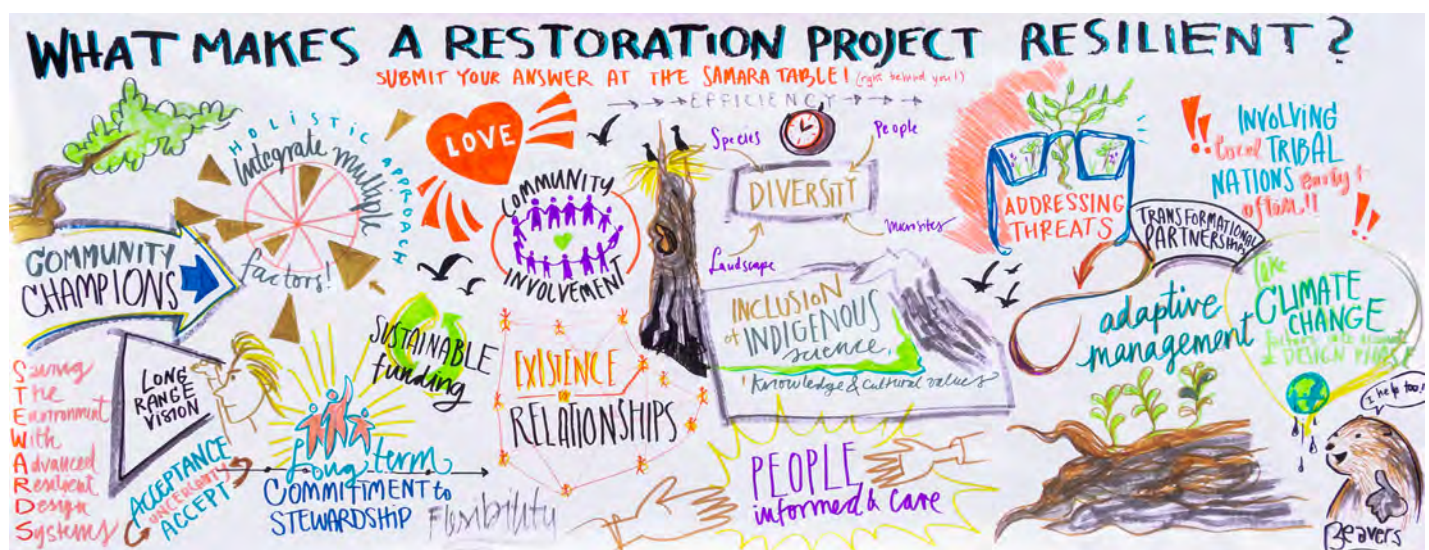 WHAT MAKES A RESTORATION PROJECT RESILIENT?
SUBMIT YOUR ANSWER AT THE SAMARA TABLE! (right behind you!)
EFFICIENCY
HOLISTIC APPROACH
integrate multiple
factors!
COMMUNITY
CHAMPIONS
LOVE
COMMUNITY
INVOLVEMENT
SUSTAINABLE
funding
LONG
RANGE
VISION
Saving
The
Environment
With
Advanced
Resilient
Design
Systems
ACCEPTANCE
UNCERTAINTY
ACCEPT
Long term
COMMITMENT to
STEWARDSHIP
Flexibility
EXISTENCE
of
RELATIONSHIPS
Species
People
DIVERSITY
Landscape
Microsites
INCLUSION
of INDIGENOUS
science,
Knowledge & cultural values
PEOPLE
informed & care
ADDRESSING
THREATS
adaptive
management
TRANSFORMATIONAL
PARTNERSHIPS
!! INVOLVING
local TRIBAL
NATIONS early &
often!!
!!
Take
CLIMATE
CHANGE
factors into account
DESIGN PHASE
I help too!
Beavers